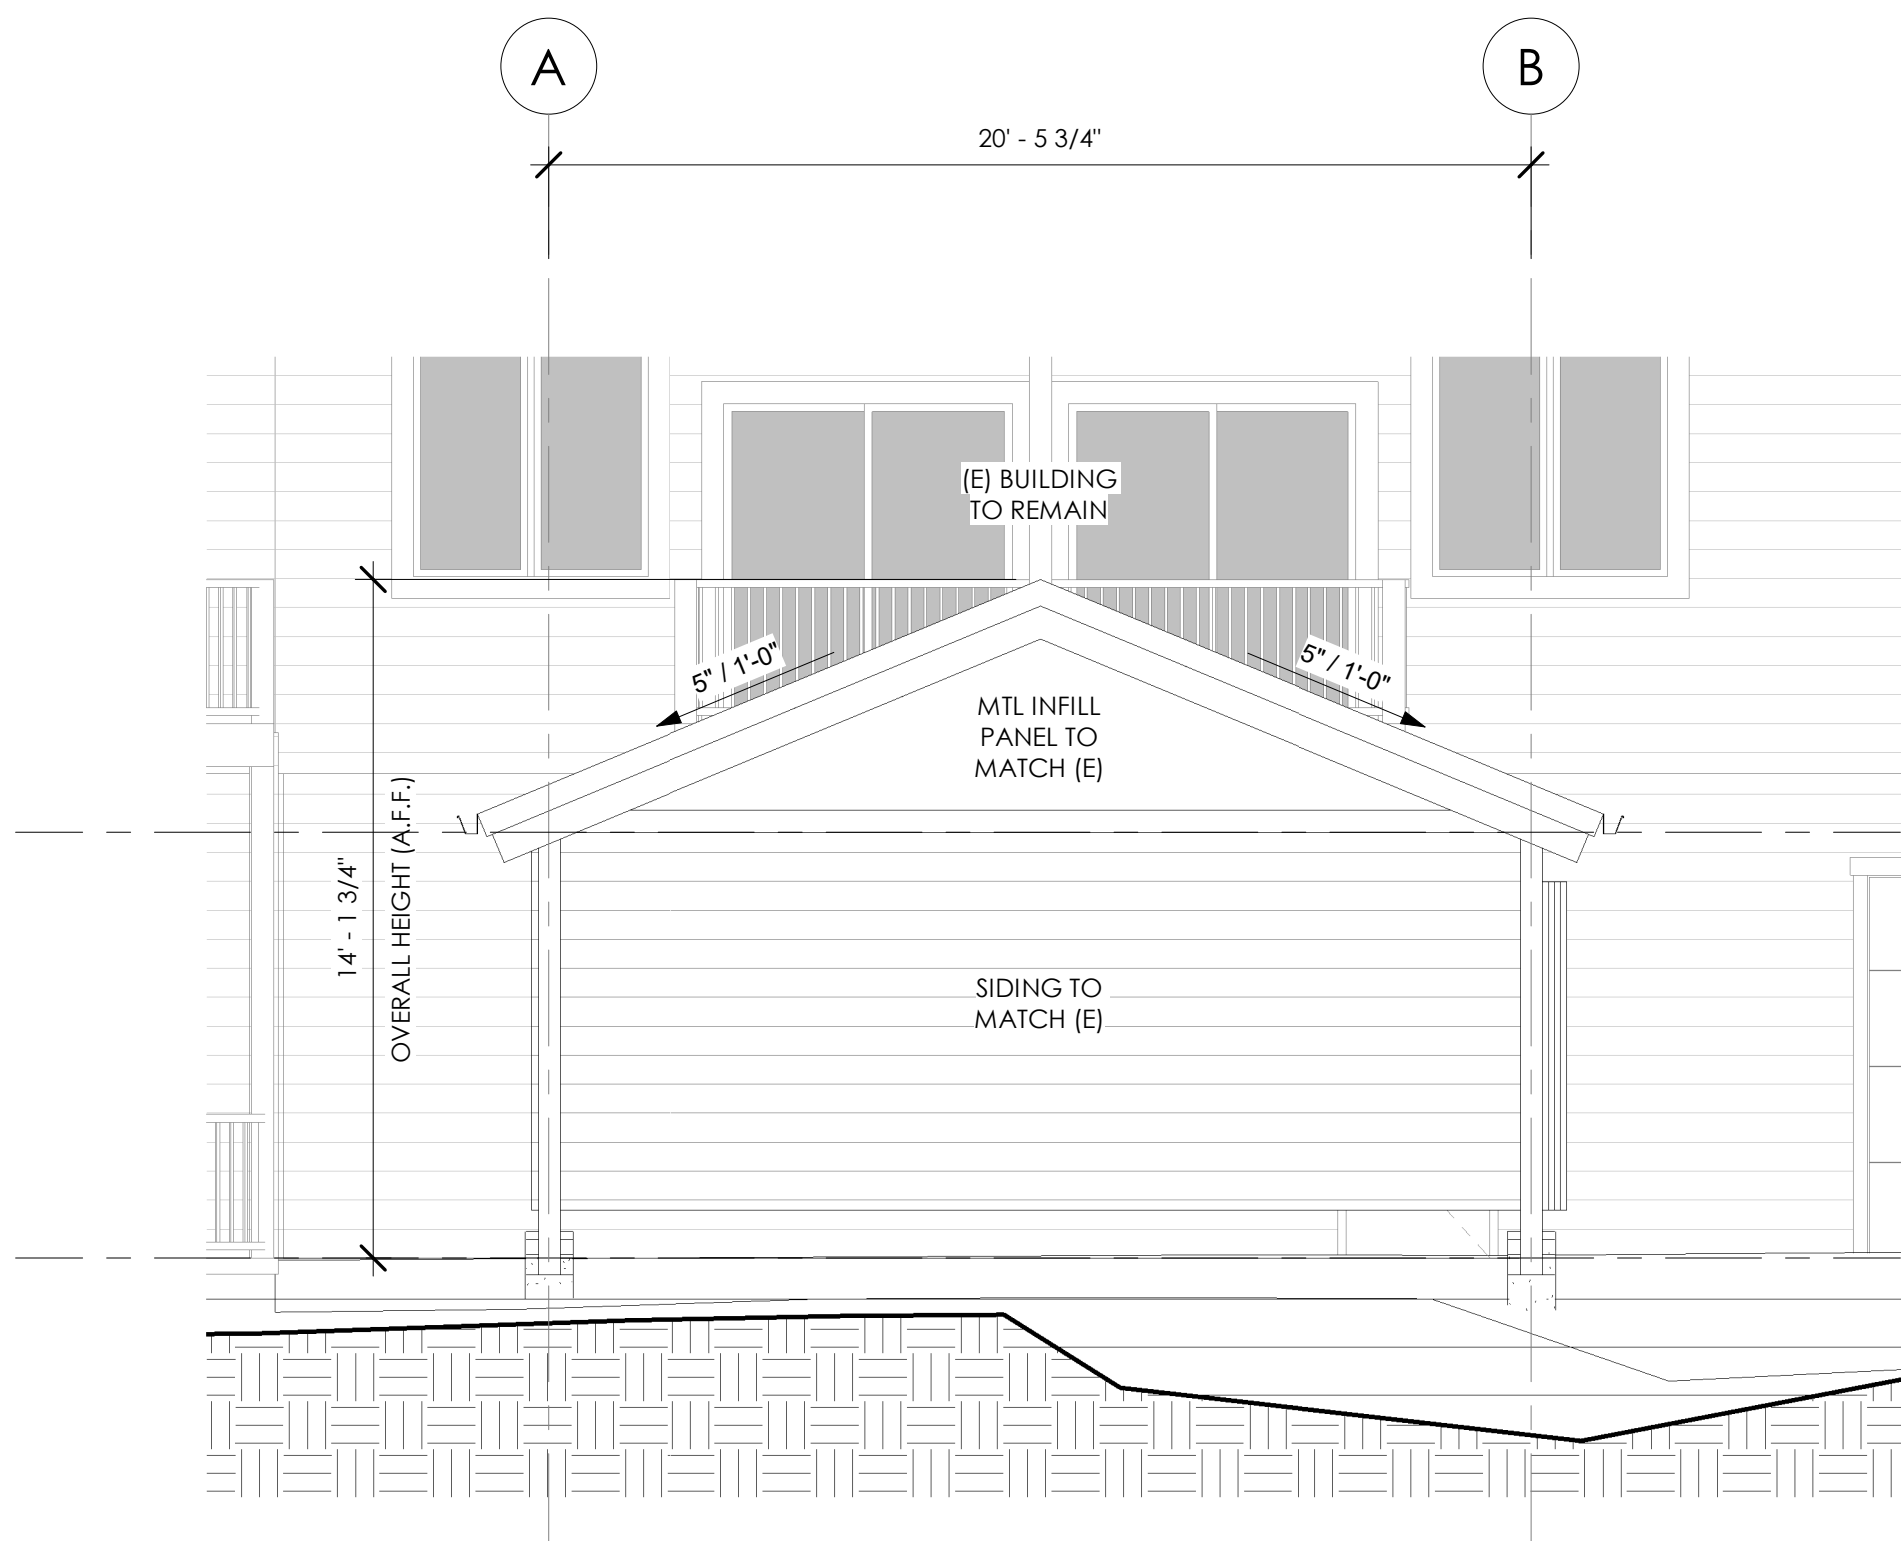 A
B
20' - 5 3/4"
(E) BUILDING
TO REMAIN
5" / 1'-0"
5" / 1'-0"
MTL INFILL
PANEL TO
MATCH (E)
14' - 1 3/4"
OVERALL HEIGHT (A.F.F.)
SIDING TO
MATCH (E)